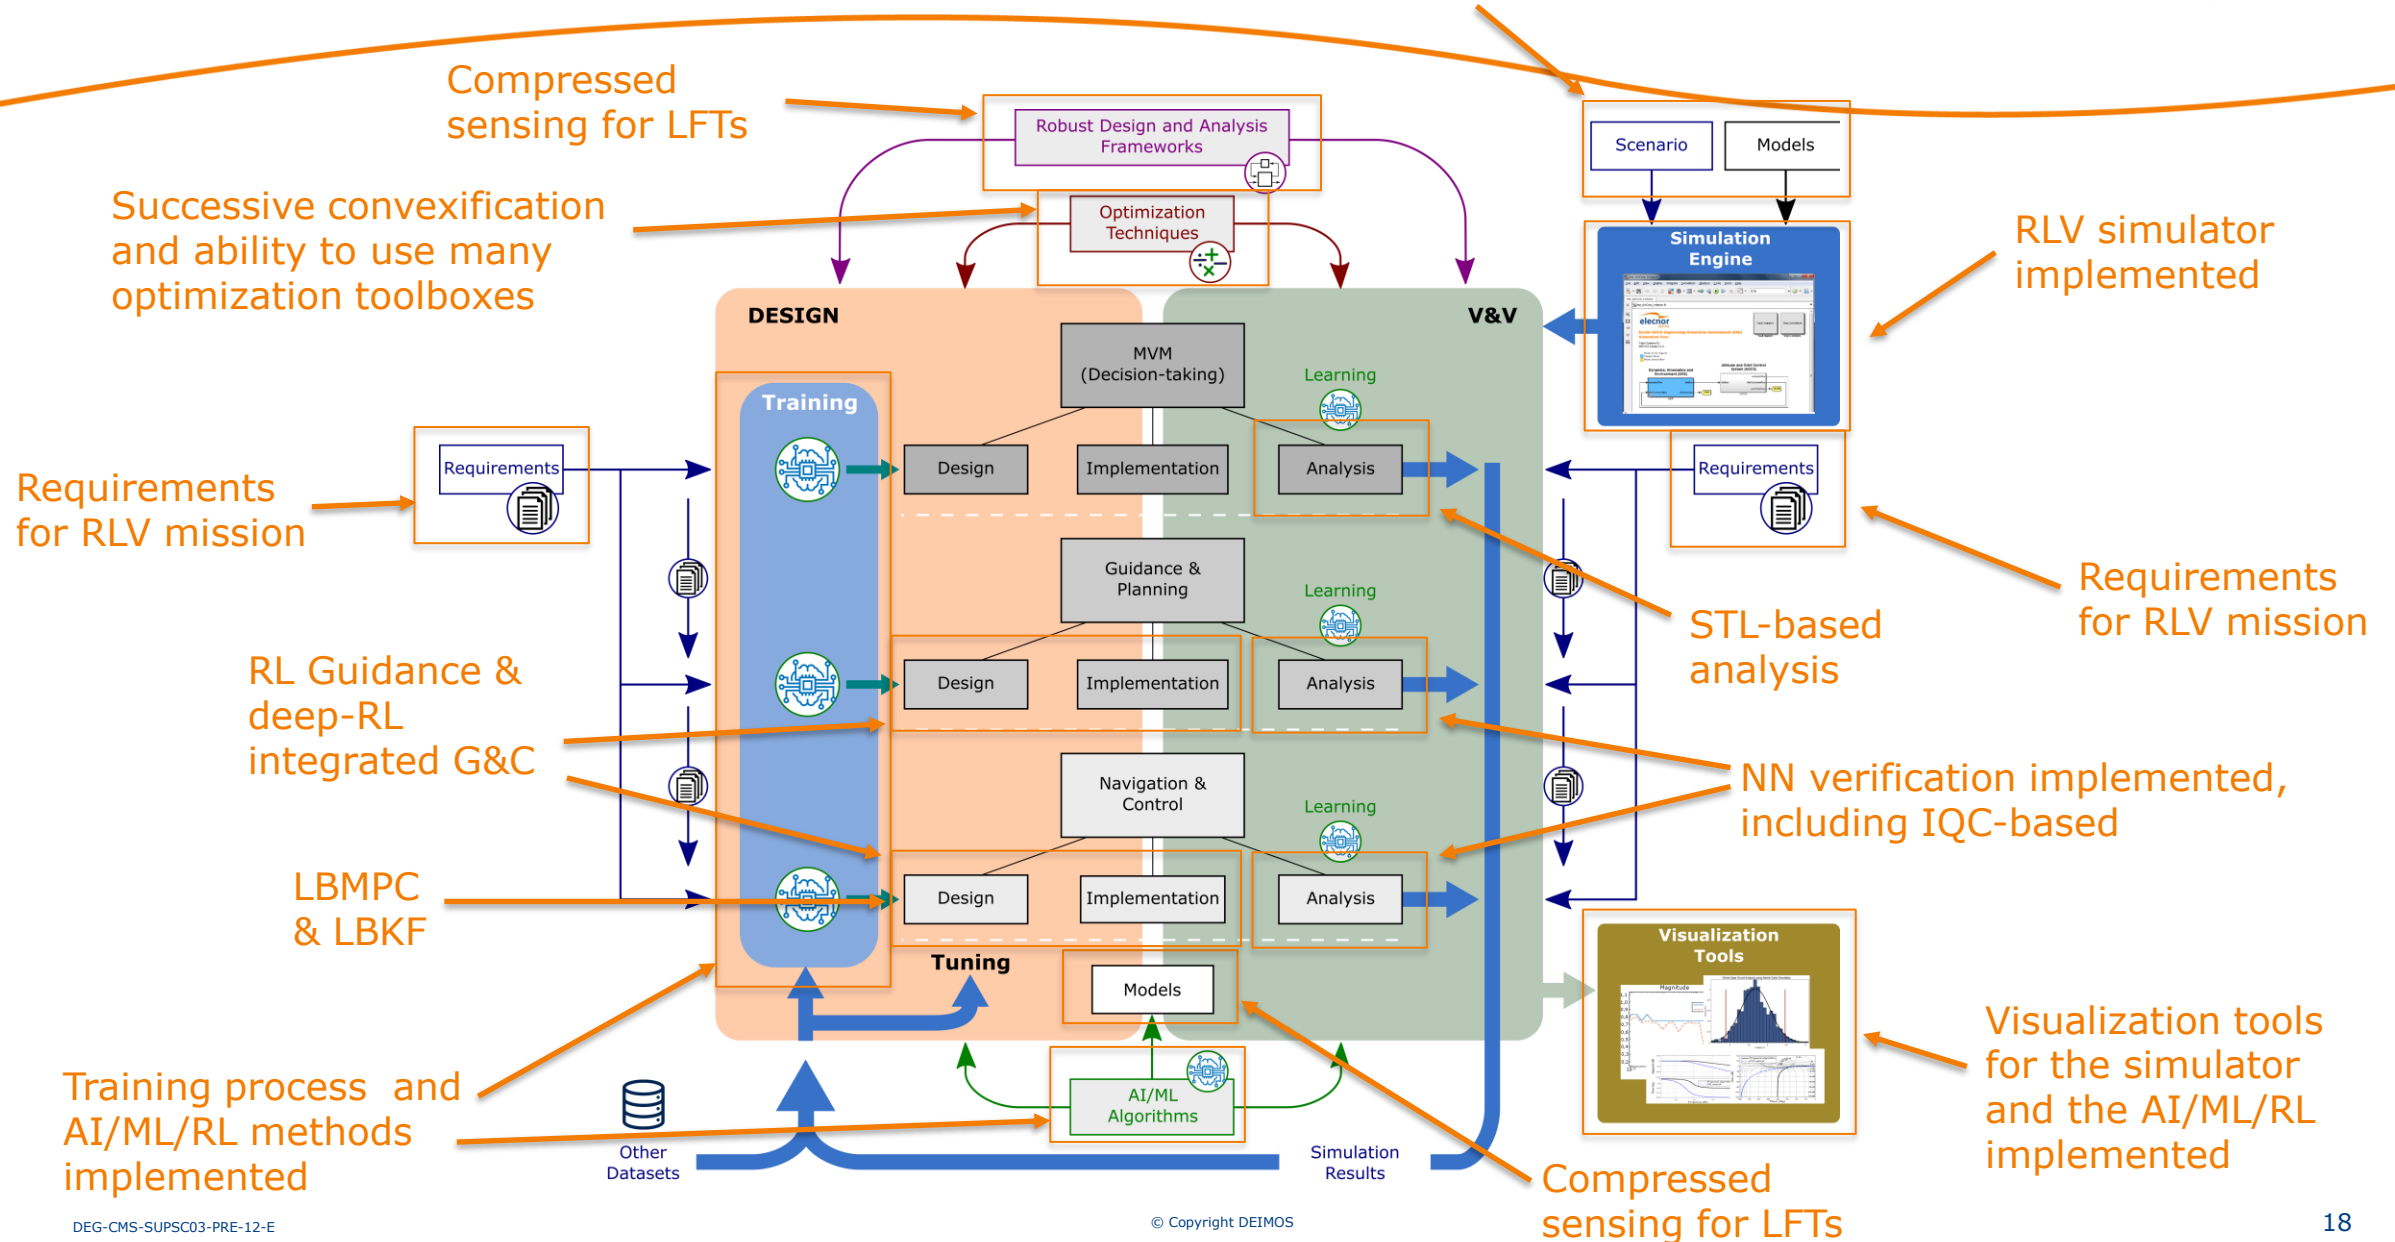 Compressed
sensing for LFTs
Robust Design and Analysis
Frameworks
Scenario
Models
Successive convexification
and ability to use many
optimization toolboxes
Optimization
Techniques
Simulation
Engine
elecnor
RLV simulator
implemented
DESIGN
V&V
MVM
(Decision-taking)
Learning
Training
Requirements
Design
Implementation
Analysis
Requirements
Requirements
for RLV mission
Guidance &
Planning
Learning
Requirements
for RLV mission
STL-based
analysis
RL Guidance &
deep-RL
integrated G&C
Design
Implementation
Analysis
Navigation &
Control
Learning
NN verification implemented,
including IQC-based
LBMPC
& LBKF
Design
Implementation
Analysis
Visualization
Tools
Magnitude
Tuning
Models
Training process and
AI/ML/RL methods
implemented
AI/ML
Algorithms
Visualization tools
for the simulator
and the AI/ML/RL
implemented
Other
Datasets
Simulation
Results
Compressed
sensing for LFTs
DEG-CMS-SUPSC03-PRE-12-E
© Copyright DEIMOS
18